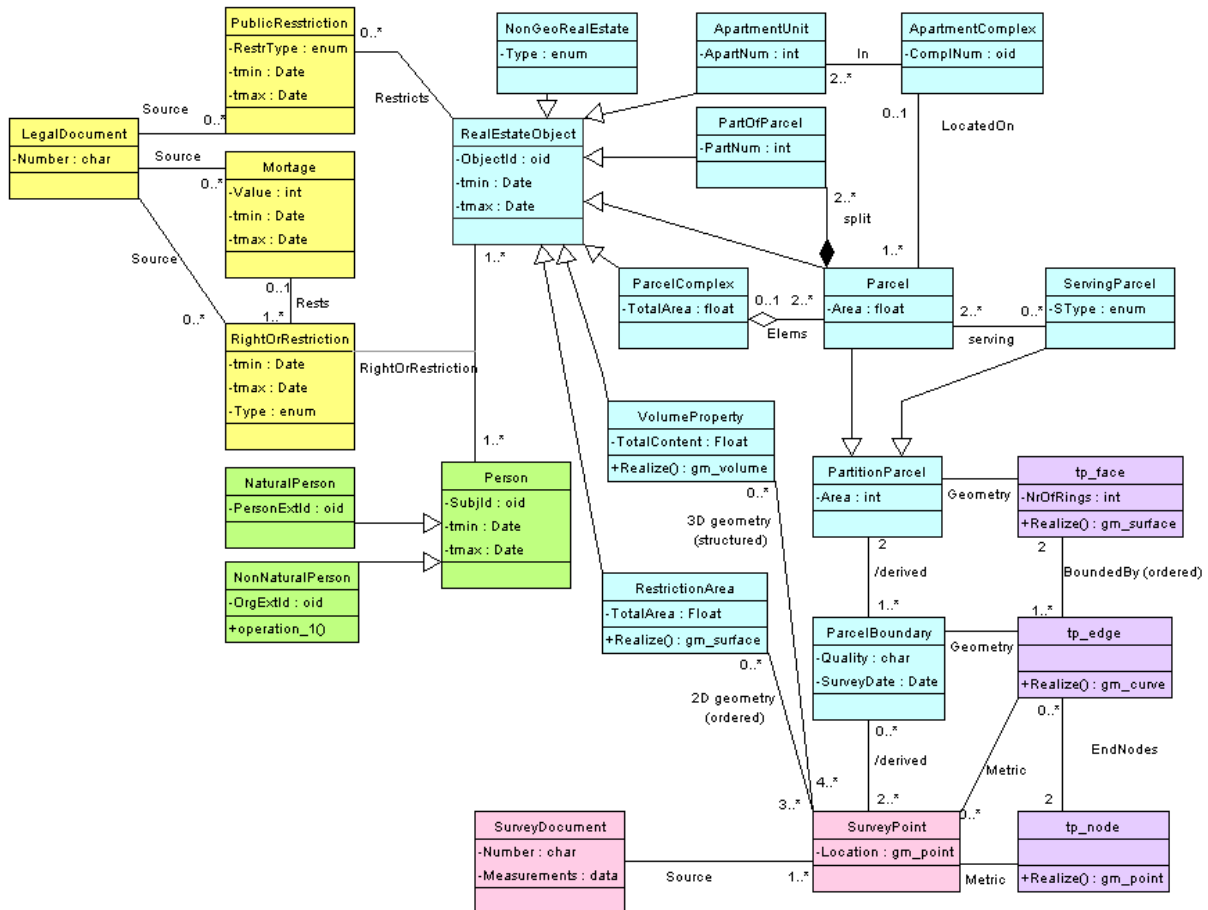 PublicResstriction
-RestrType : enum
-tmin : Date
-tmax : Date
0..*
Restricts
NonGeoRealEstate
-Type : enum
ApartmentUnit
-ApartNum : int
In
2..*
ApartmentComplex
-ComplNum : oid
0..1
LocatedOn
1..*
LegalDocument
-Number : char
Source
0..*
Source
0..*
Source
0..*
Mortage
-Value : int
-tmin : Date
-tmax : Date
0..1
Rests
1..*
RightOrRestriction
-tmin : Date
-tmax : Date
-Type : enum
RightOrRestriction
RealEstateObject
-ObjectId : oid
-tmin : Date
-tmax : Date
1..*
1..*
PartOfParcel
-PartNum : int
2..*
split
ParcelComplex
-TotalArea : float
0..1
2..*
Elems
Parcel
-Area : float
2..*
0..*
serving
ServingParcel
-SType : enum
VolumeProperty
-TotalContent : Float
+Realize() : gm_volume
0..*
3D geometry
(structured)
4..*
NaturalPerson
-PersonExtId : oid
Person
-SubjId : oid
-tmin : Date
-tmax : Date
NonNaturalPerson
-OrgExtId : oid
+operation_1()
PartitionParcel
-Area : int
Geometry
tp_face
-NrOfRings : int
+Realize() : gm_surface
2
/derived
1..*
2
BoundedBy (ordered)
1..*
RestrictionArea
-TotalArea : Float
+Realize() : gm_surface
0..*
2D geometry
(ordered)
3..*
ParcelBoundary
-Quality : char
-SurveyDate : Date
Geometry
tp_edge
+Realize() : gm_curve
0..*
/derived
2..*
0..*
EndNodes
2
Metric
0..*
SurveyDocument
-Number : char
-Measurements : data
Source
1..*
SurveyPoint
-Location : gm_point
Metric
tp_node
+Realize() : gm_point